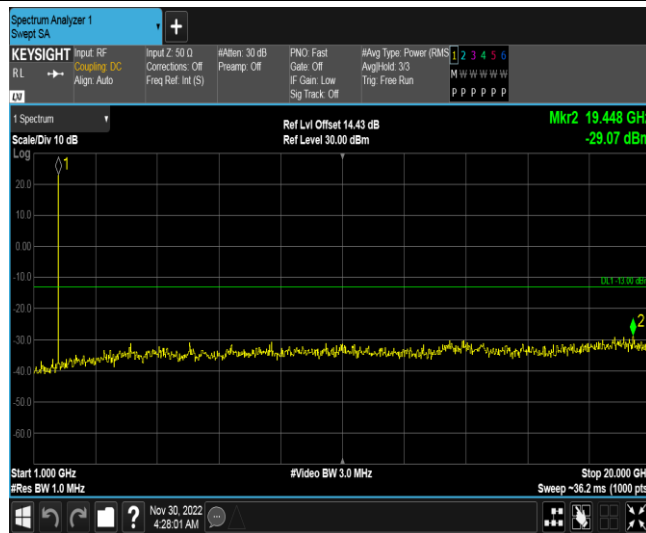 Spectrum Analyzer 1
Swept SA
KEYSIGHT
RL
LXI
Input: RF
Coupling: DC
Align: Auto
Input Z: 50 Ω
Corrections: Off
Freq Ref: Int (S)
#Atten: 30 dB
Preamp: Off
PNO: Fast
Gate: Off
IF Gain: Low
Sig Track: Off
#Avg Type: Power (RMS
Avg|Hold: 3/3
Trig: Free Run
1 2 3 4 5 6
M W W W W W
P P P P P P
1 Spectrum
Scale/Div 10 dB
Log
Ref Lvl Offset 14.43 dB
Ref Level 30.00 dBm
Mkr2 19.448 GHz
-29.07 dBm
1
20.0
10.0
0.00
-10.0
DL1 -13.00 dBm
-20.0
2
-30.0
-40.0
-50.0
-60.0
Start 1.000 GHz
#Video BW 3.0 MHz
Stop 20.000 GHz
#Res BW 1.0 MHz
Sweep ~36.2 ms (1000 pts
Nov 30, 2022
4:28:01 AM